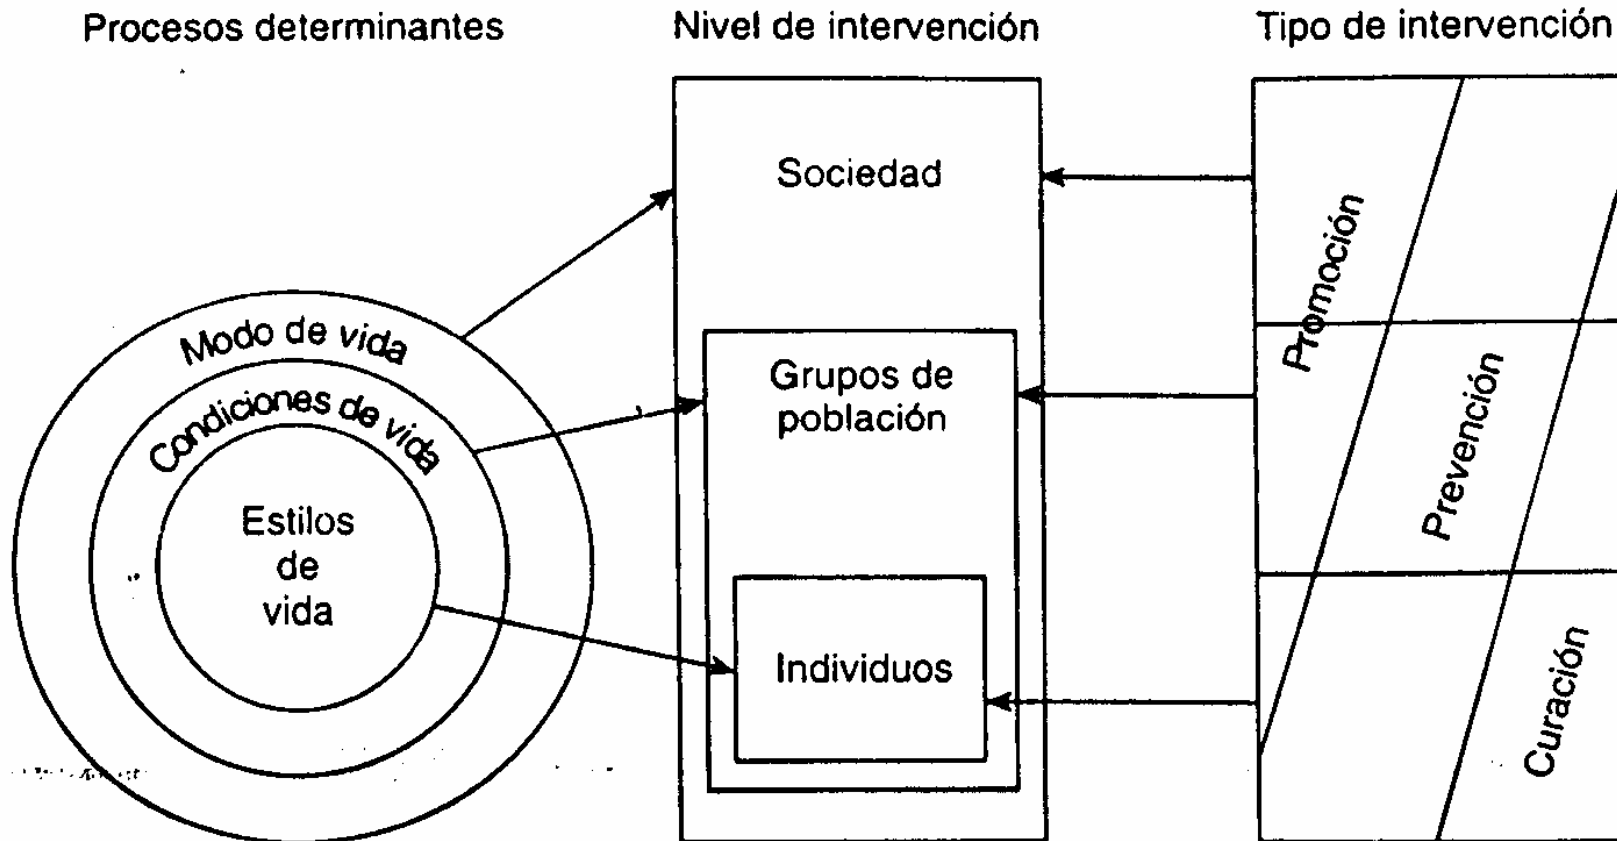 Procesos determinantes
Nivel de intervención
Tipo de intervención
Modo de vida
Condiciones de vida
Estilos
de
vida
Sociedad
Grupos de
población
Individuos
Promoción
Prevención
Curación